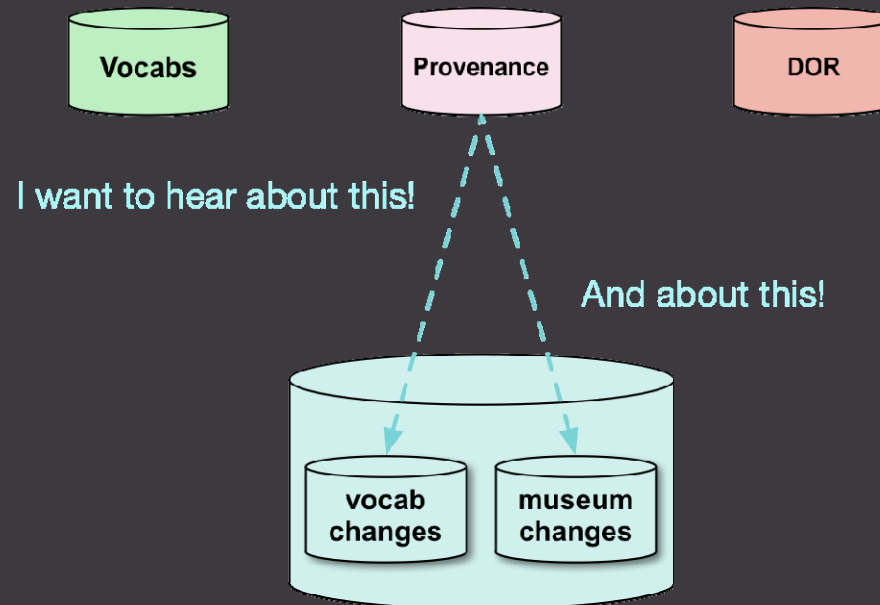 Vocabs
Provenance
DOR
I want to hear about this!
And about this!
vocab
changes
museum
changes